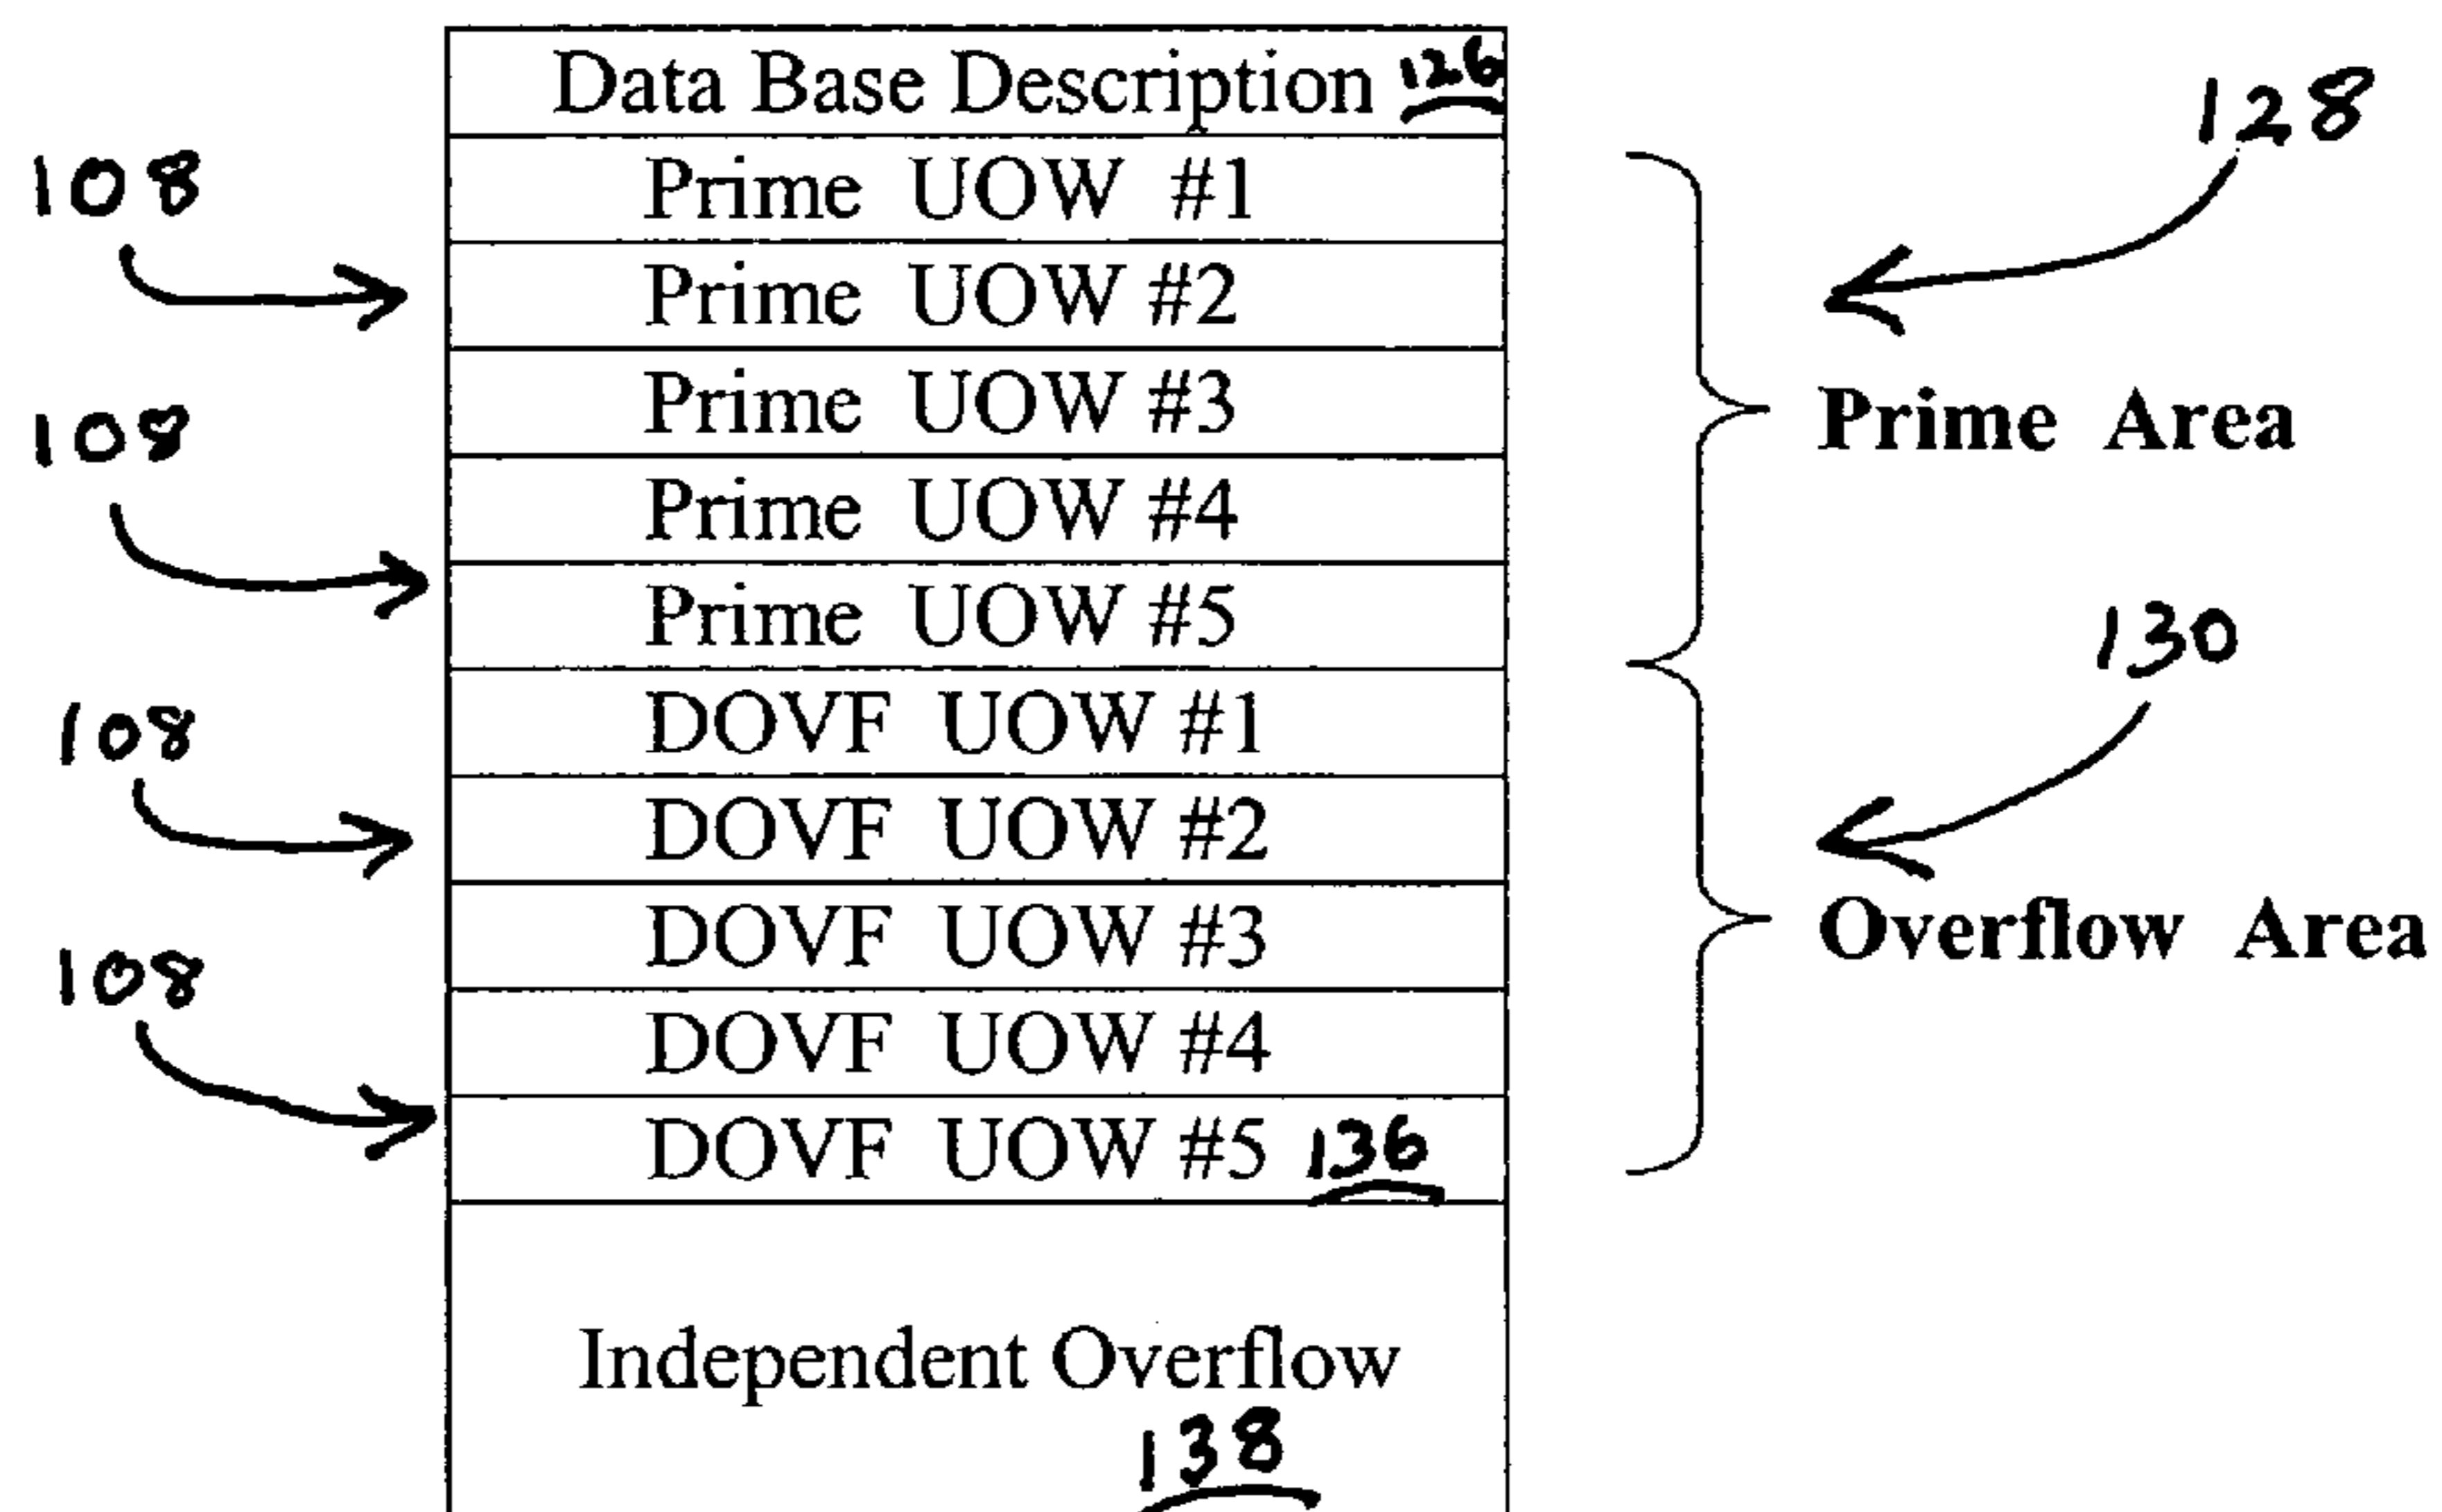 Data Base Description 126
128
Prime UOW #1
108
Prime UOW #2
Prime UOW #3
Prime Area
108
Prime UOW #4
Prime UOW #5
130
DOVF UOW #1
108
DOVF UOW #2
DOVF UOW #3
Overflow Area
108
DOVF UOW #4
DOVF UOW #5 136
Independent Overflow
138